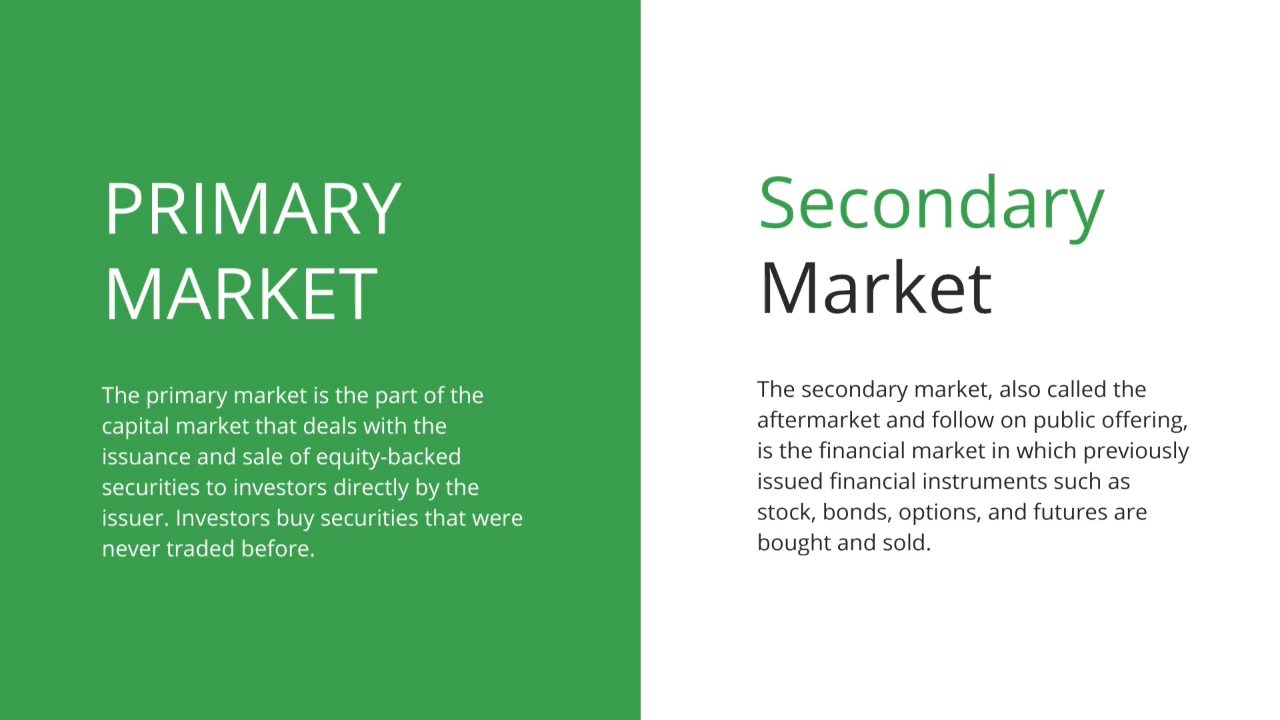 PRIMARY
MARKET
The primary market is the part of the
capital market that deals with the
issuance and sale of equity-backed
securities to investors directly by the
issuer. Investors buy securities that were
never traded before.
Secondary
Market
The secondary market, also called the
aftermarket and follow on public offering,
is the financial market in which previously
issued financial instruments such as
stock, bonds, options, and futures are
bought and sold.